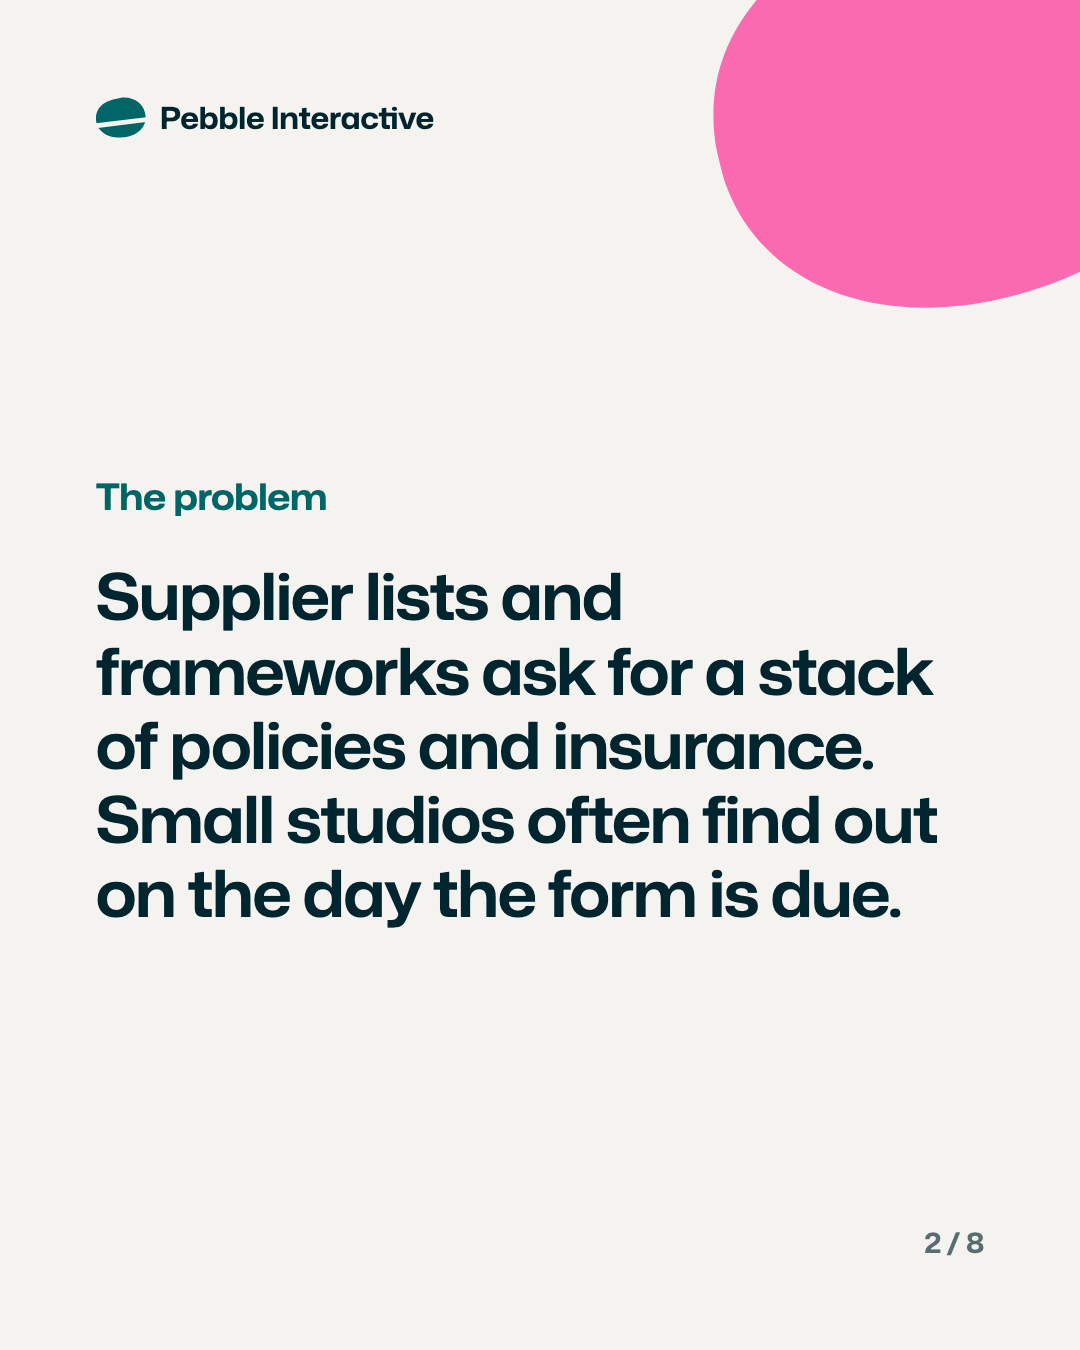 Pebble Interactive
The problem
Supplier lists and
frameworks ask for a stack
of policies and insurance.
Small studios often find out
on the day the form is due.
2 / 8